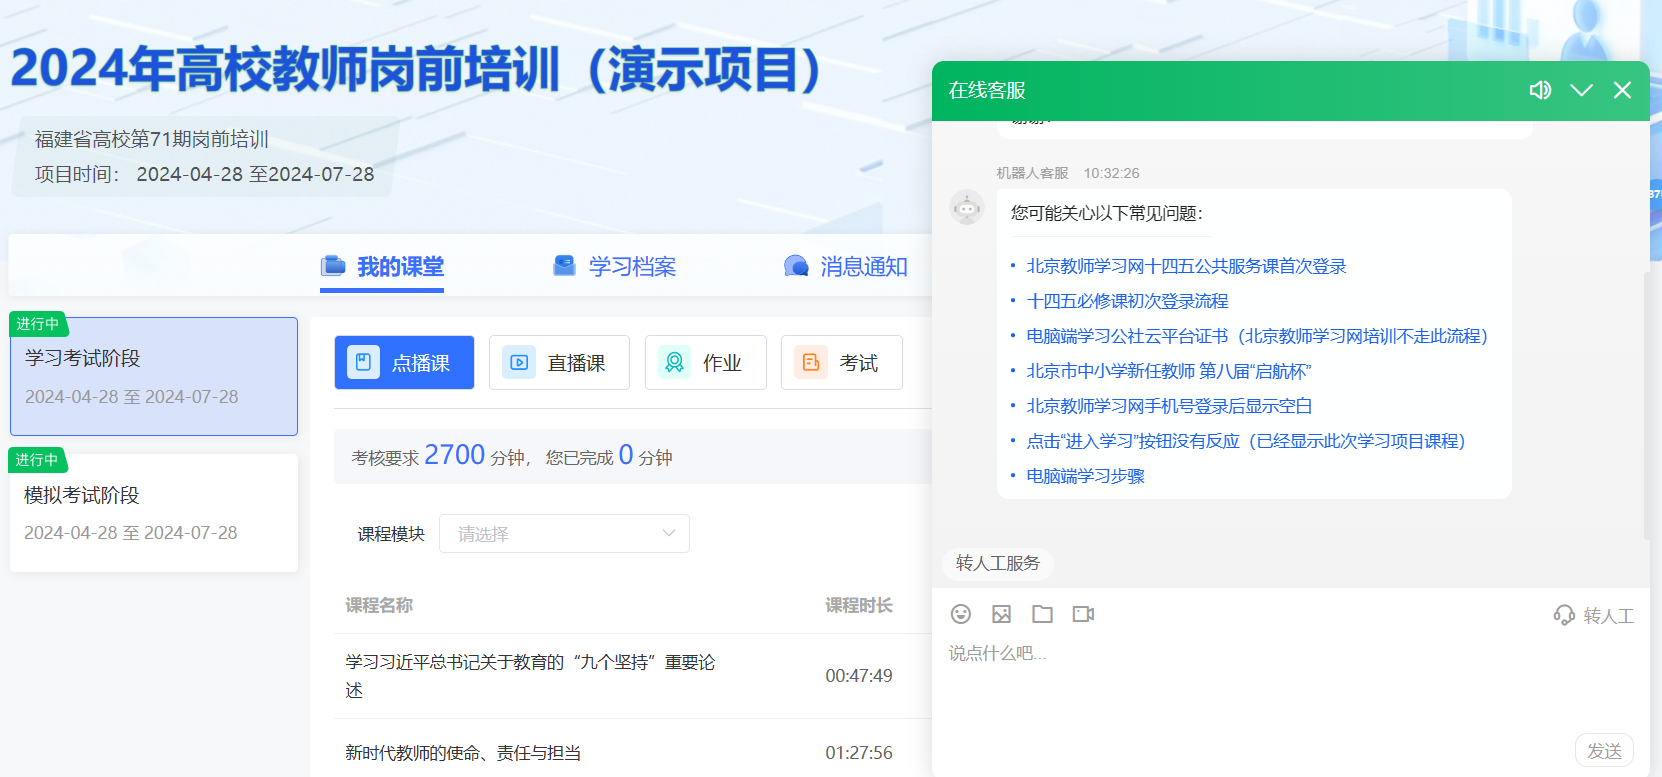 2024年高校教师岗前培训（演示项目）
福建省高校第71期岗前培训
项目时间： 2024-04-28 至2024-07-28
我的课堂
学习档案
消息通知
进行中
学习考试阶段
2024-04-28 至 2024-07-28
进行中
模拟考试阶段
2024-04-28 至 2024-07-28
点播课
直播课
作业
考试
考核要求 2700 分钟， 您已完成 0 分钟
课程模块
请选择
课程名称
课程时长
学习习近平总书记关于教育的“九个坚持”重要论
述
00:47:49
新时代教师的使命、责任与担当
01:27:56
在线客服
机器人客服 10:32:26
您可能关心以下常见问题：
· 北京教师学习网十四五公共服务课首次登录
· 十四五必修课初次登录流程
· 电脑端学习公社云平台证书（北京教师学习网培训不走此流程）
· 北京市中小学新任教师 第八届“启航杯”
· 北京教师学习网手机号登录后显示空白
· 点击“进入学习”按钮没有反应（已经显示此次学习项目课程）
· 电脑端学习步骤
转人工服务
转人工
说点什么吧...
发送